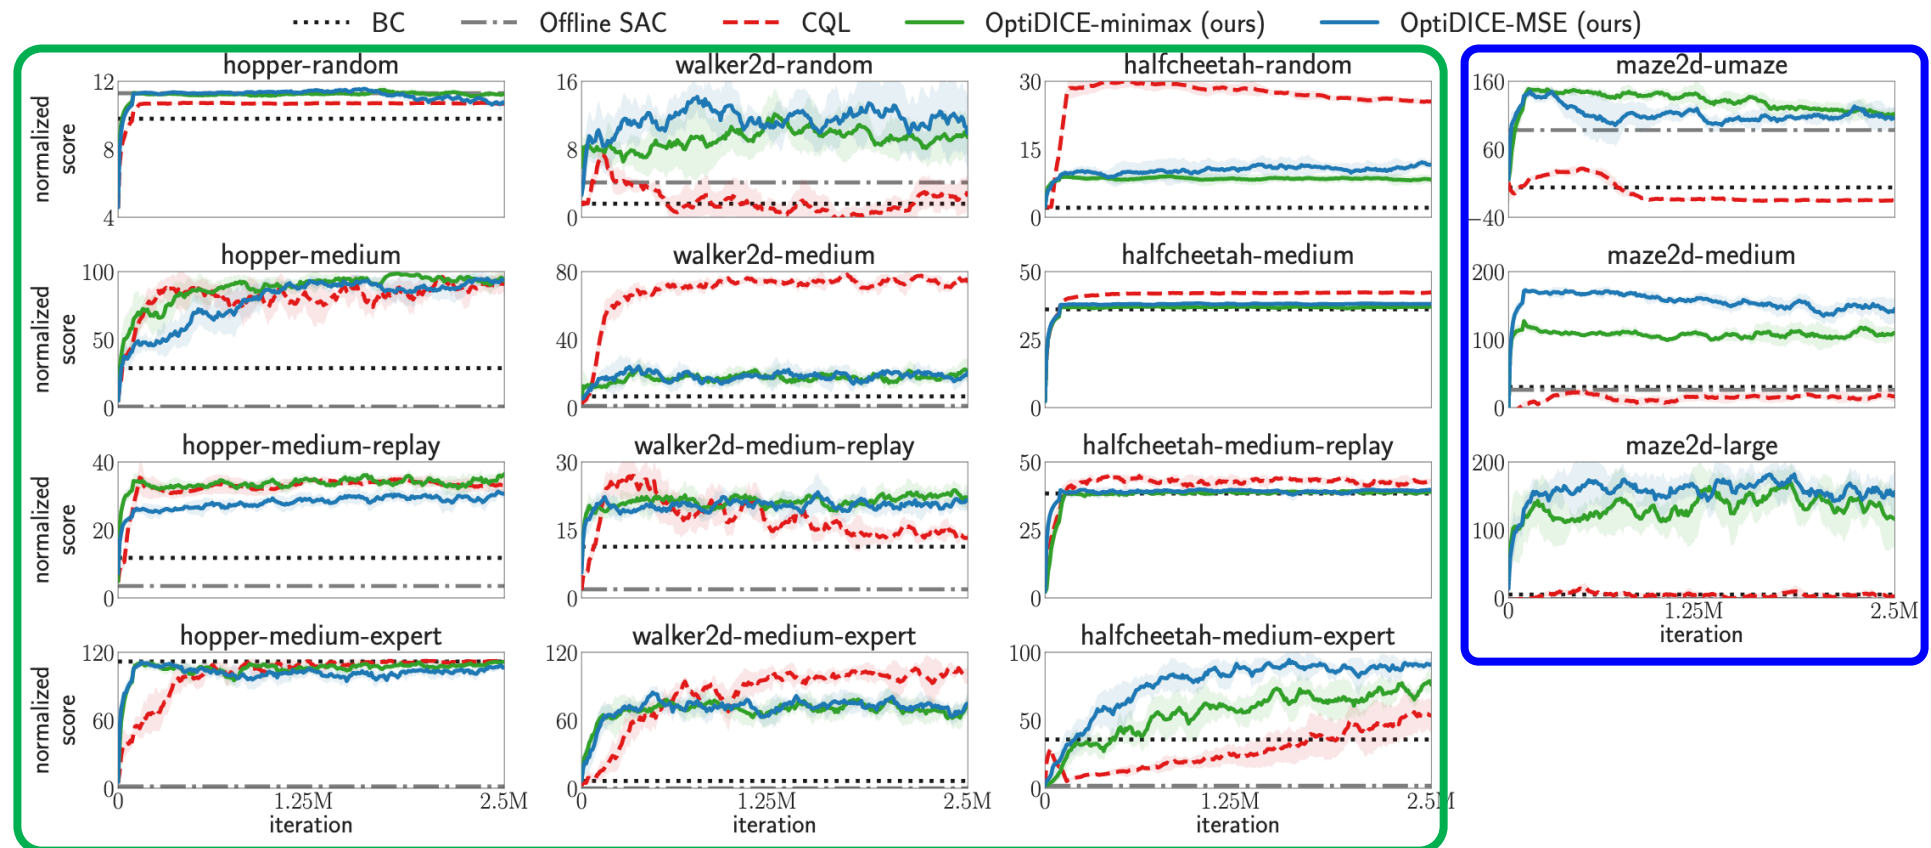 BC Offline SAC CQL OptiDICE-minimax (ours) OptiDICE-MSE (ours)
hopper-random walker2d-random halfcheetah-random maze2d-umaze
normalized score
12 8 4
16 8 0
30 15 0
160 60 −40
hopper-medium walker2d-medium halfcheetah-medium maze2d-medium
normalized score
100 50 0
80 40 0
50 25 0
200 100 0
hopper-medium-replay walker2d-medium-replay halfcheetah-medium-replay maze2d-large
normalized score
40 20 0
30 15 0
50 25 0
200 100 0
0 1.25M 2.5M
iteration
hopper-medium-expert walker2d-medium-expert halfcheetah-medium-expert
normalized score
120 60 0
120 60 0
100 50 0
0 1.25M 2.5M 0 1.25M 2.5M 0 1.25M 2.5M
iteration iteration iteration